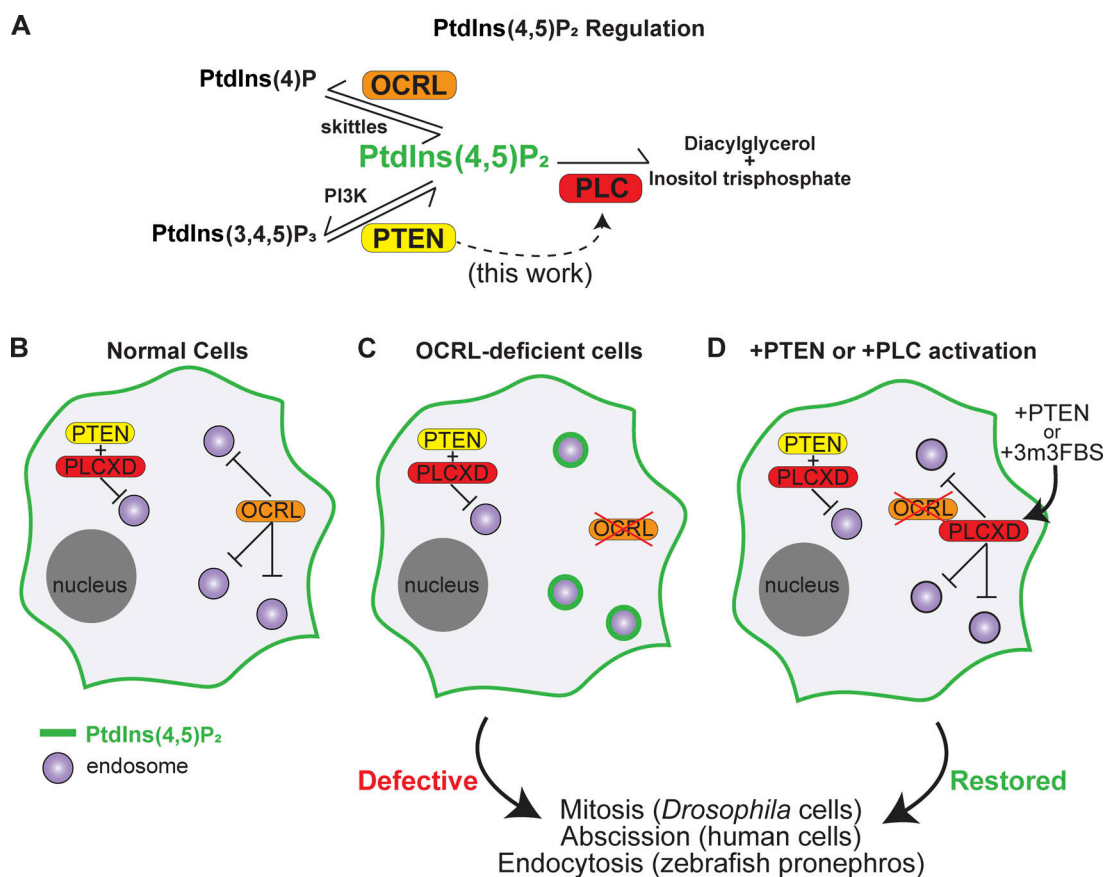 A
PtdIns(4,5)P₂ Regulation
PtdIns(4)P
OCRL
skittles
PtdIns(4,5)P₂
Diacylglycerol
+
Inositol trisphosphate
PLC
PI3K
PtdIns(3,4,5)P₃
PTEN
(this work)
B
Normal Cells
PTEN
+
PLCXD
OCRL
nucleus
C
OCRL-deficient cells
PTEN
+
PLCXD
OCRL
nucleus
D
+PTEN or +PLC activation
+PTEN
or
+3m3FBS
PTEN
+
PLCXD
OCRL
PLCXD
nucleus
PtdIns(4,5)P₂
endosome
Defective
Restored
Mitosis (Drosophila cells)
Abscission (human cells)
Endocytosis (zebrafish pronephros)